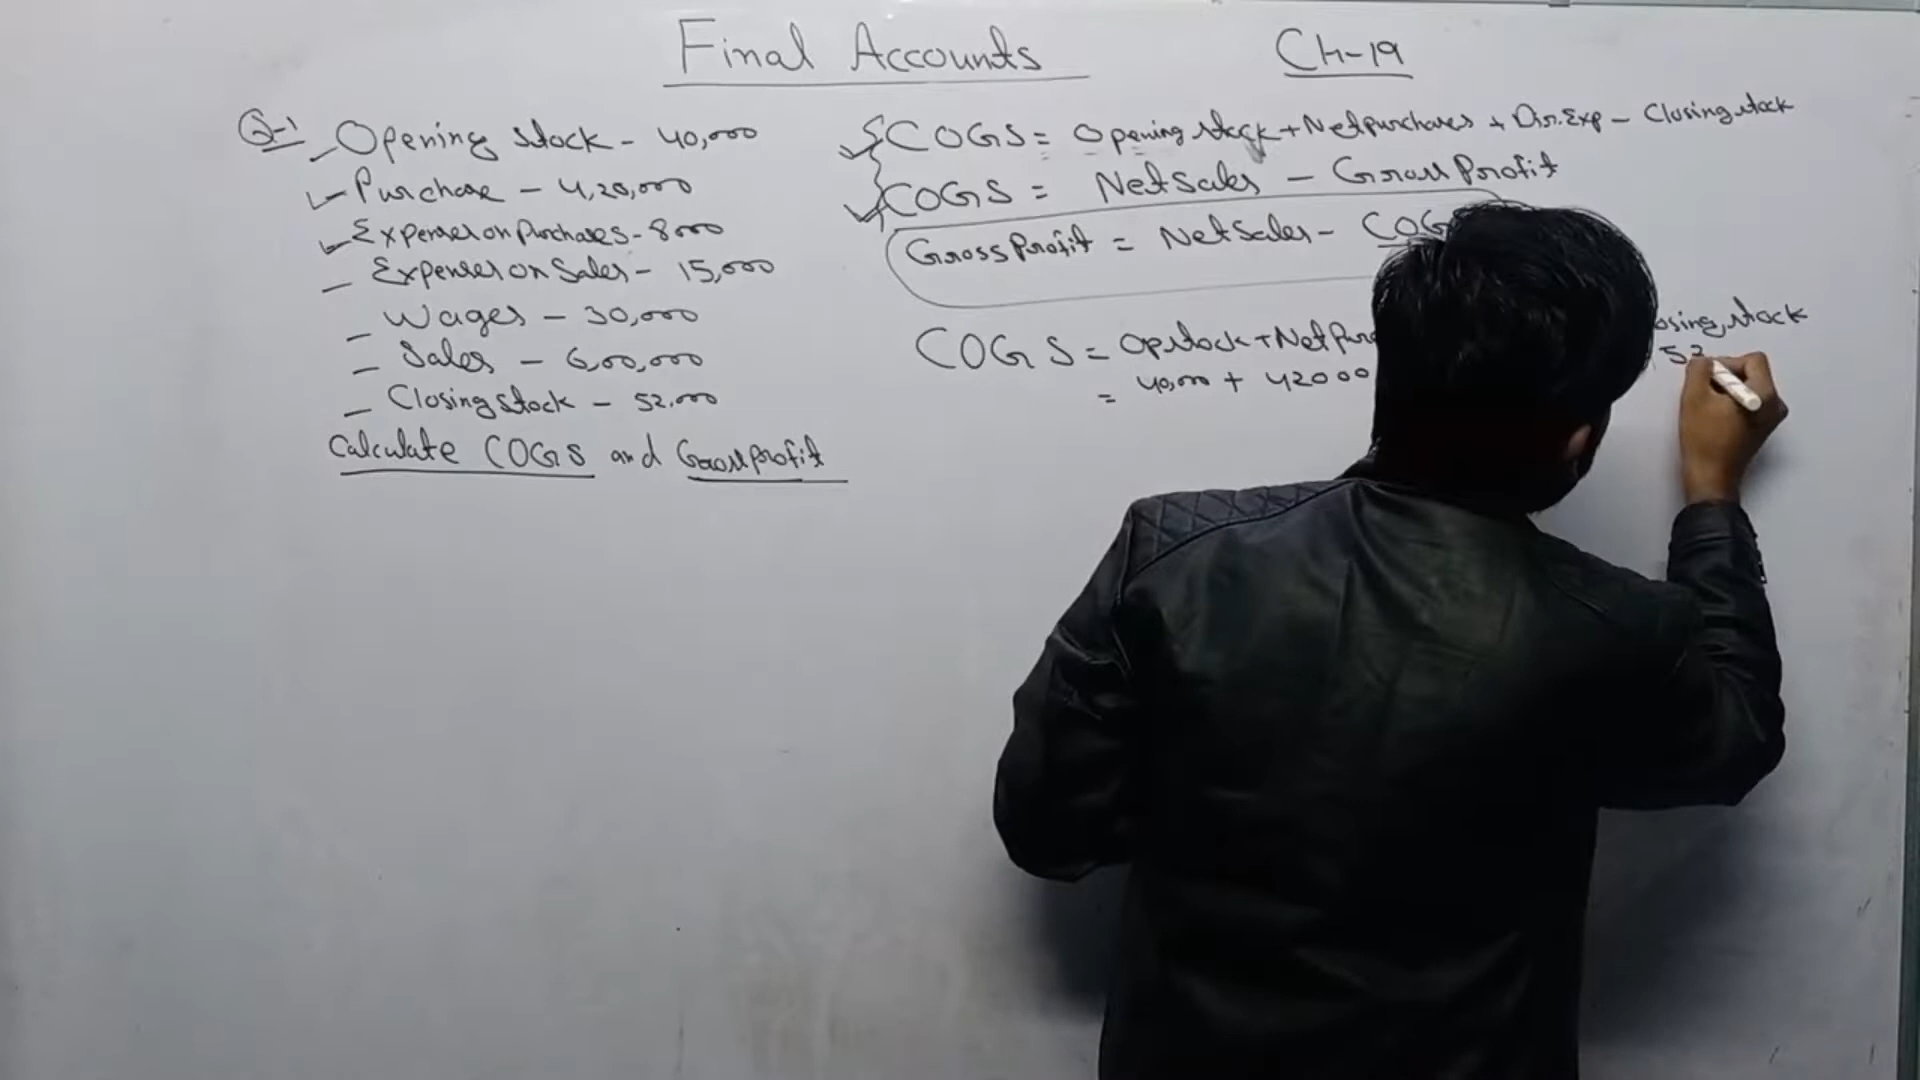 Final Accounts Ch-19
Q-1 Opening stock - 40,000
Purchase - 4,20,000
Expenses on Purchases - 8000
Expenses on Sales - 15,000
Wages - 30,000
Sales - 6,00,000
Closing stock - 52,000
Calculate COGS and Gross profit
COGS = Opening stock + Net purchases + Dir. Exp - Closing stock
COGS = Net Sales - Gross Profit
Gross Profit = Net Sales - COG
COGS = Op stock + Net Pur osing stock
= 40,000 + 42000 52